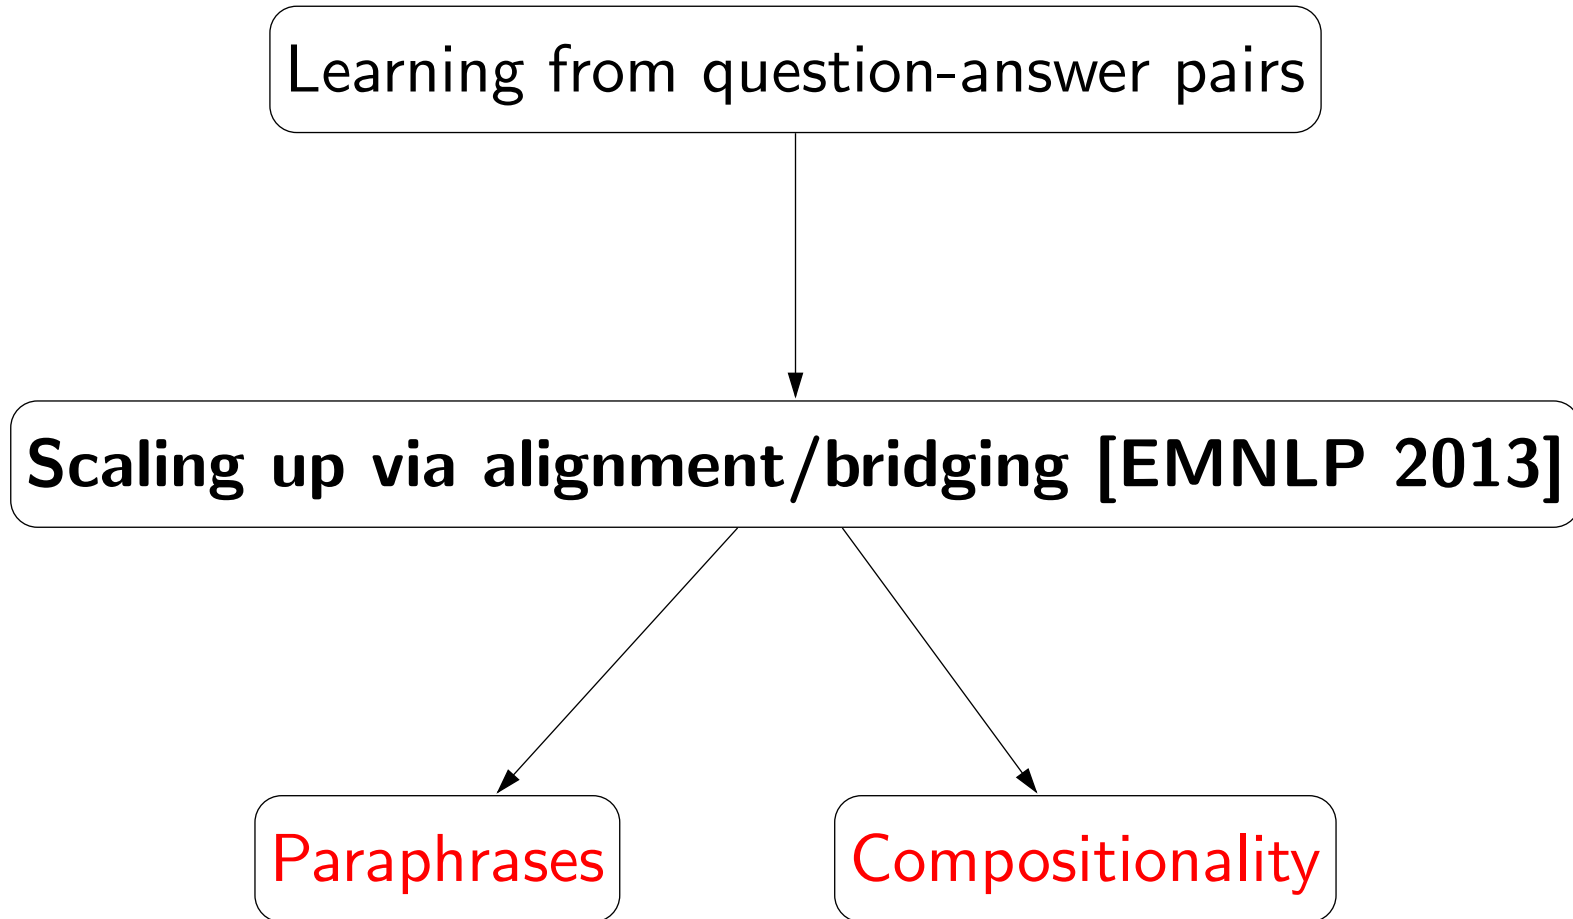 Learning from question-answer pairs
Scaling up via alignment/bridging [EMNLP 2013]
Paraphrases
Compositionality